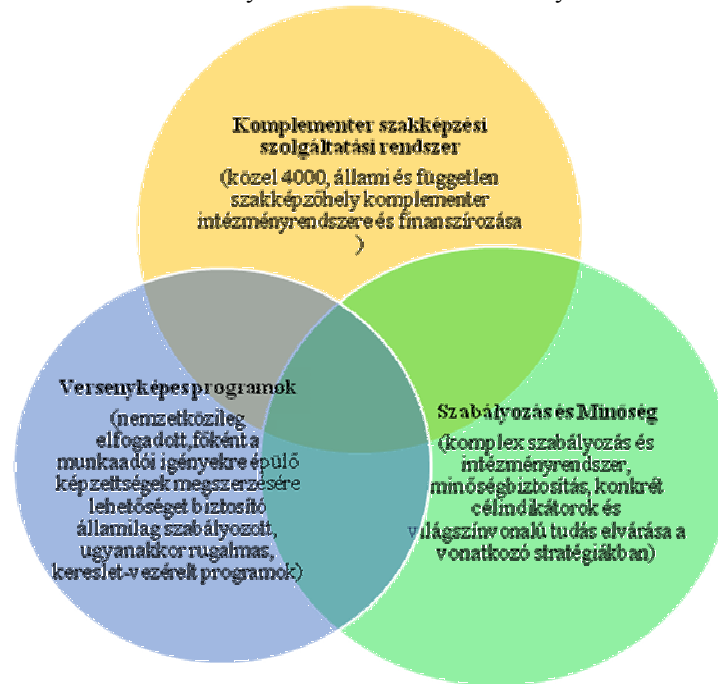 Komplementer szakképzési
szolgáltatási rendszer
(közel 4000, állami és független
szakképzőhely komplementer
intézményrendszere és finanszírozása
)
Versenyképes programok
(nemzetközileg
elfogadott, főként a
munkaadói igényekre épülő
képzettségek megszerzésére
lehetőséget biztosító
államilag szabályozott,
ugyanakkor rugalmas,
kereslet-vezérelt programok)
Szabályozás és Minőség
(komplex szabályozás és
intézményrendszer,
minőségbiztosítás, konkrét
célindikátorok és
világszínvonalú tudás elvárása a
vonatkozó stratégiákban)